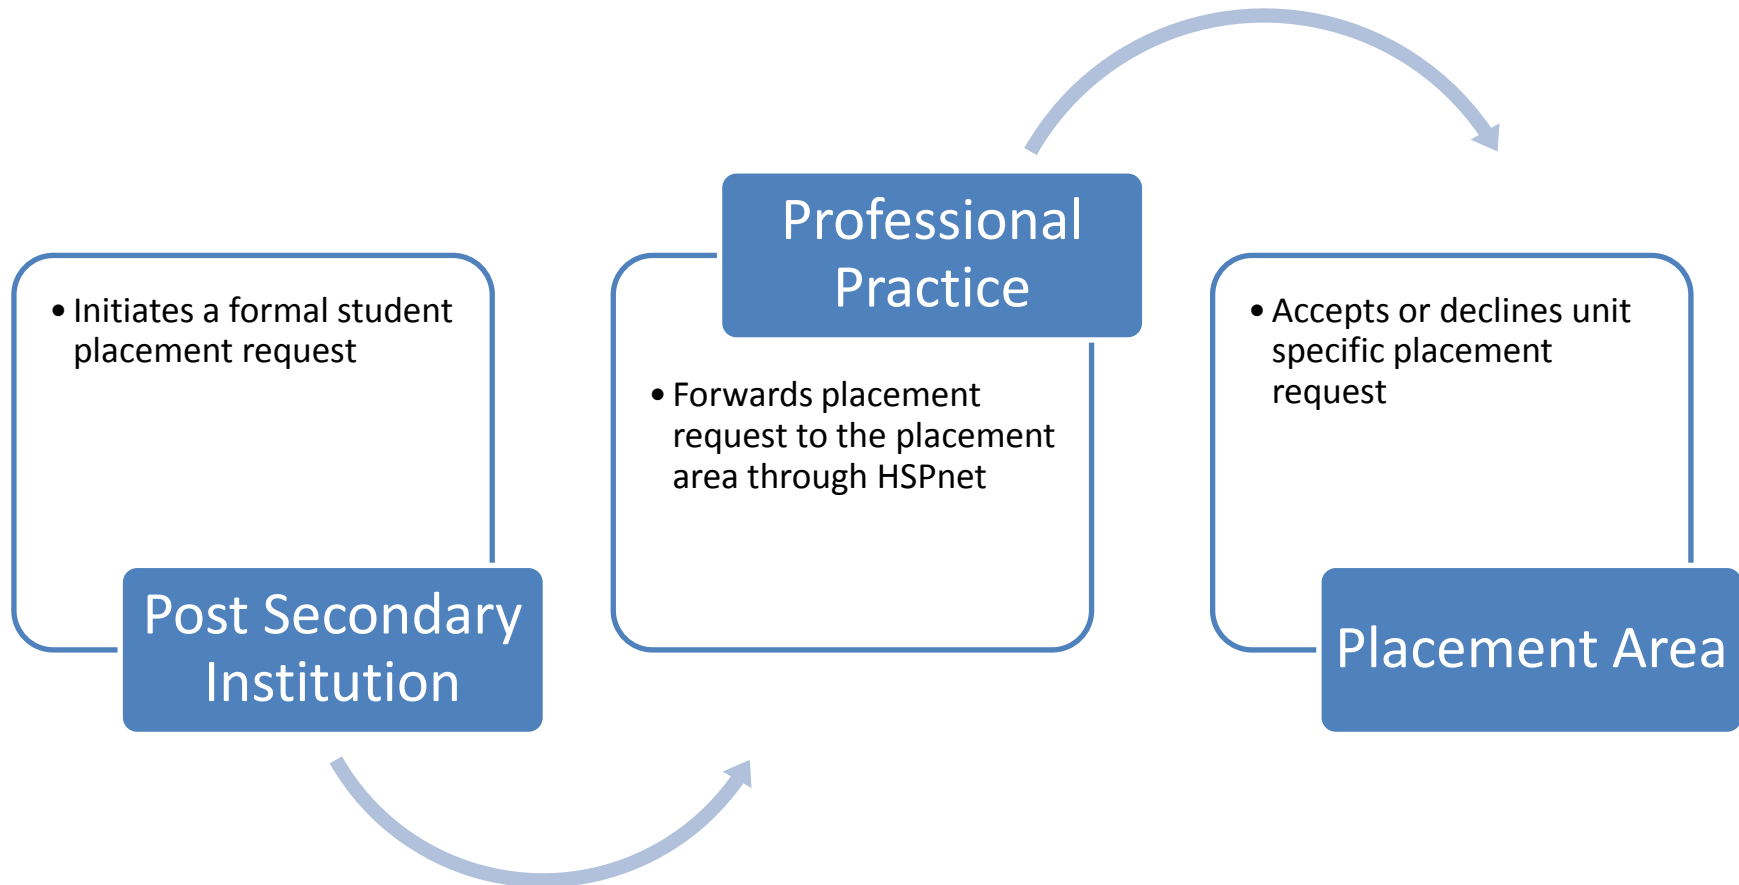 • Initiates a formal student
placement request
Post Secondary
Institution
Professional
Practice
• Forwards placement
request to the placement
area through HSPnet
• Accepts or declines unit
specific placement
request
Placement Area